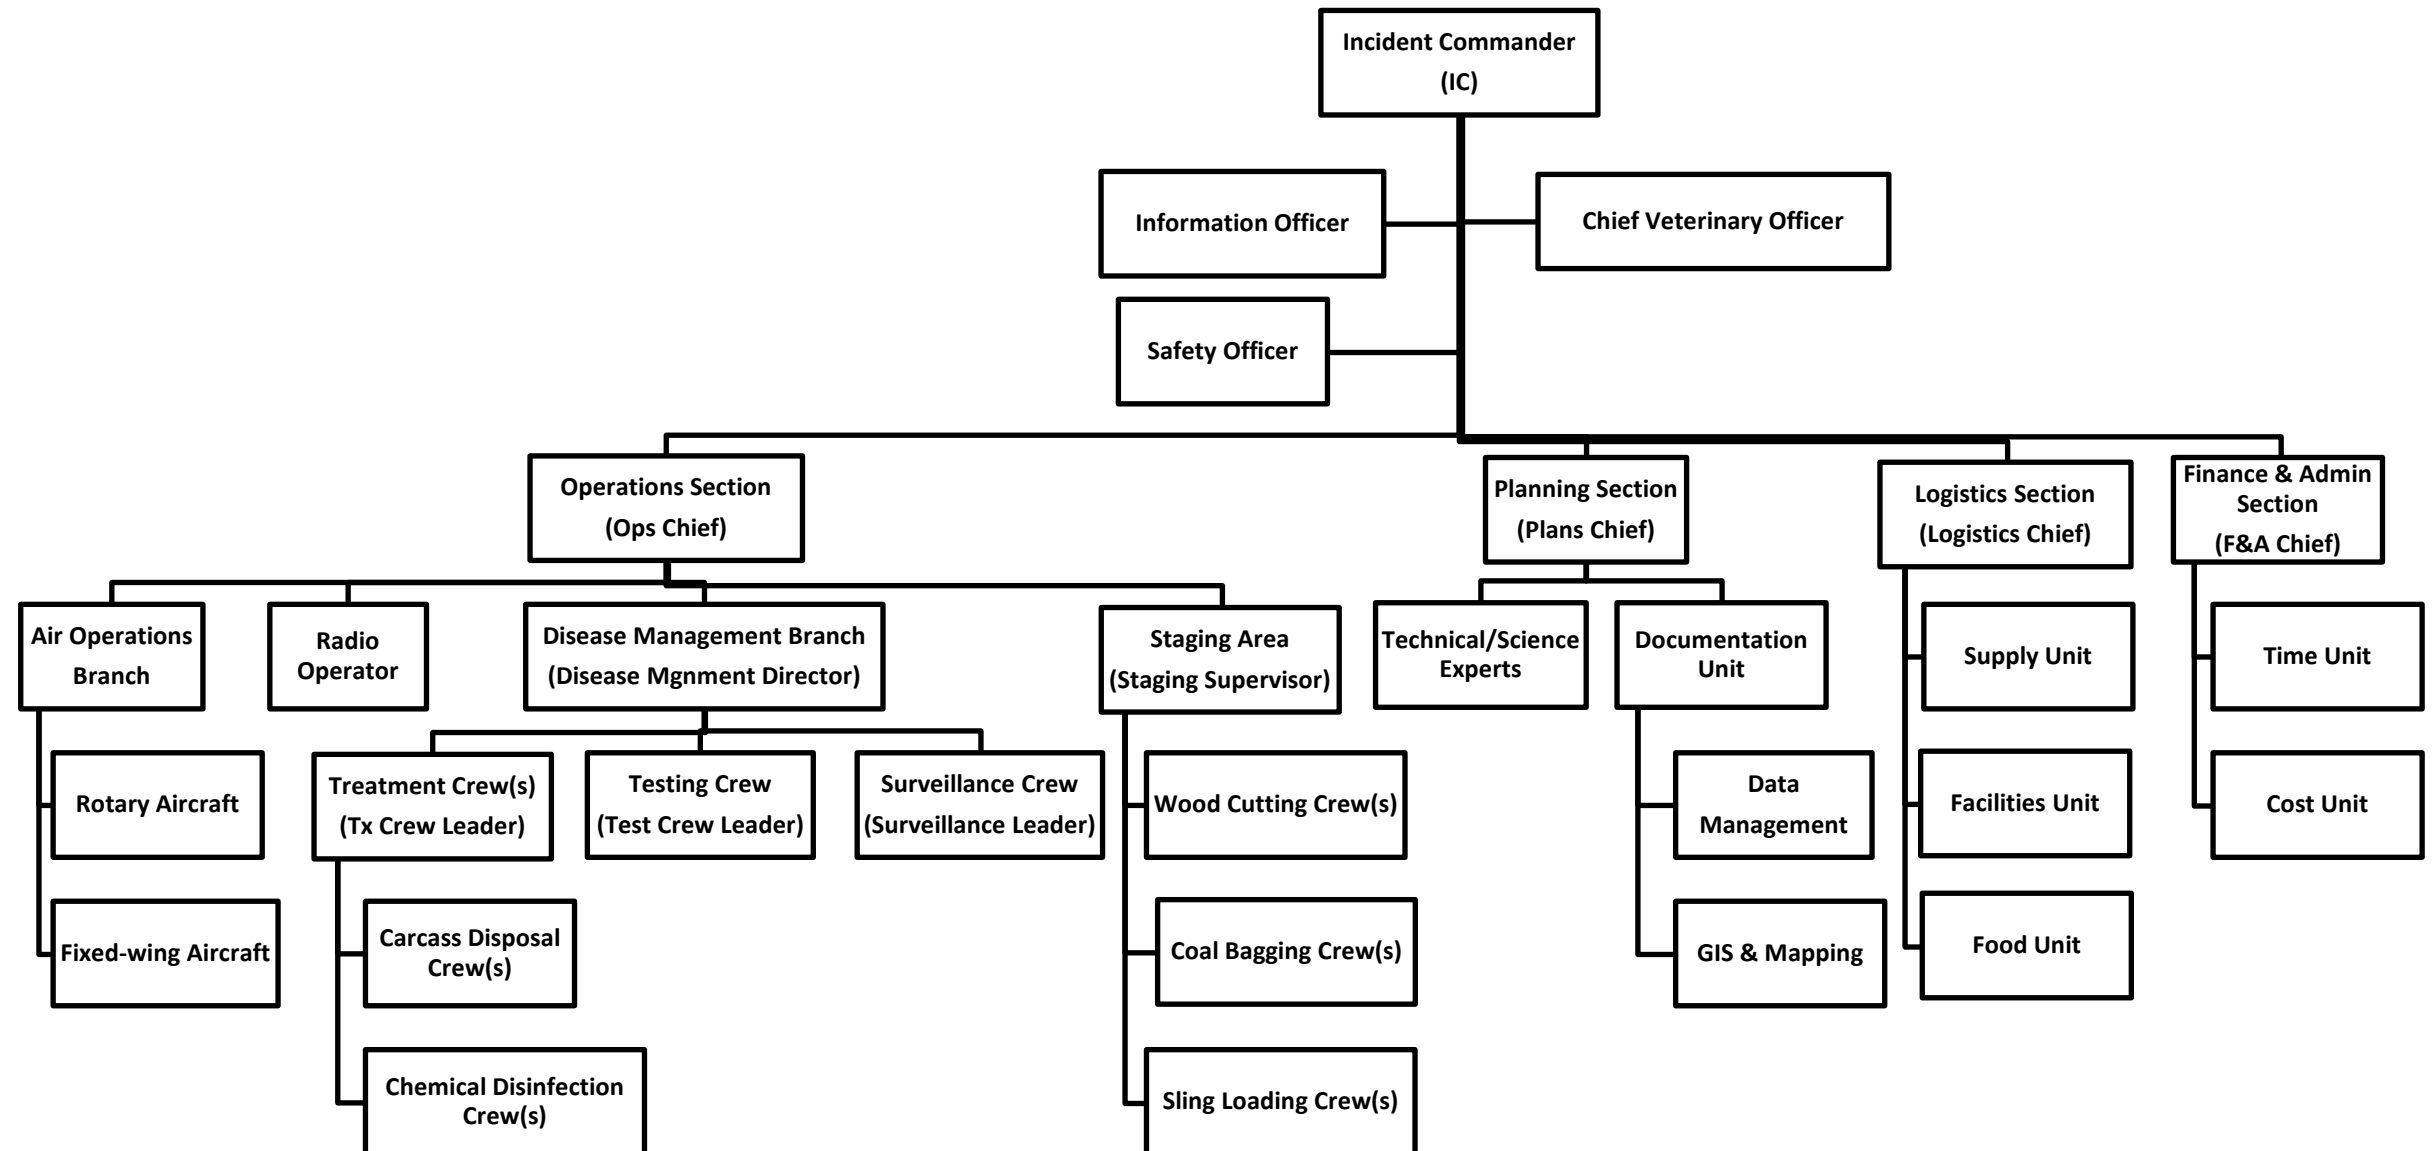 Incident Commander
(IC)
Information Officer
Chief Veterinary Officer
Safety Officer
Operations Section
(Ops Chief)
Planning Section
(Plans Chief)
Logistics Section
(Logistics Chief)
Finance & Admin
Section
(F&A Chief)
Air Operations
Branch
Radio
Operator
Disease Management Branch
(Disease Mgnment Director)
Staging Area
(Staging Supervisor)
Technical/Science
Experts
Documentation
Unit
Supply Unit
Time Unit
Rotary Aircraft
Treatment Crew(s)
(Tx Crew Leader)
Testing Crew
(Test Crew Leader)
Surveillance Crew
(Surveillance Leader)
Wood Cutting Crew(s)
Data
Management
Facilities Unit
Cost Unit
Fixed-wing Aircraft
Carcass Disposal
Crew(s)
Coal Bagging Crew(s)
GIS & Mapping
Food Unit
Chemical Disinfection
Crew(s)
Sling Loading Crew(s)